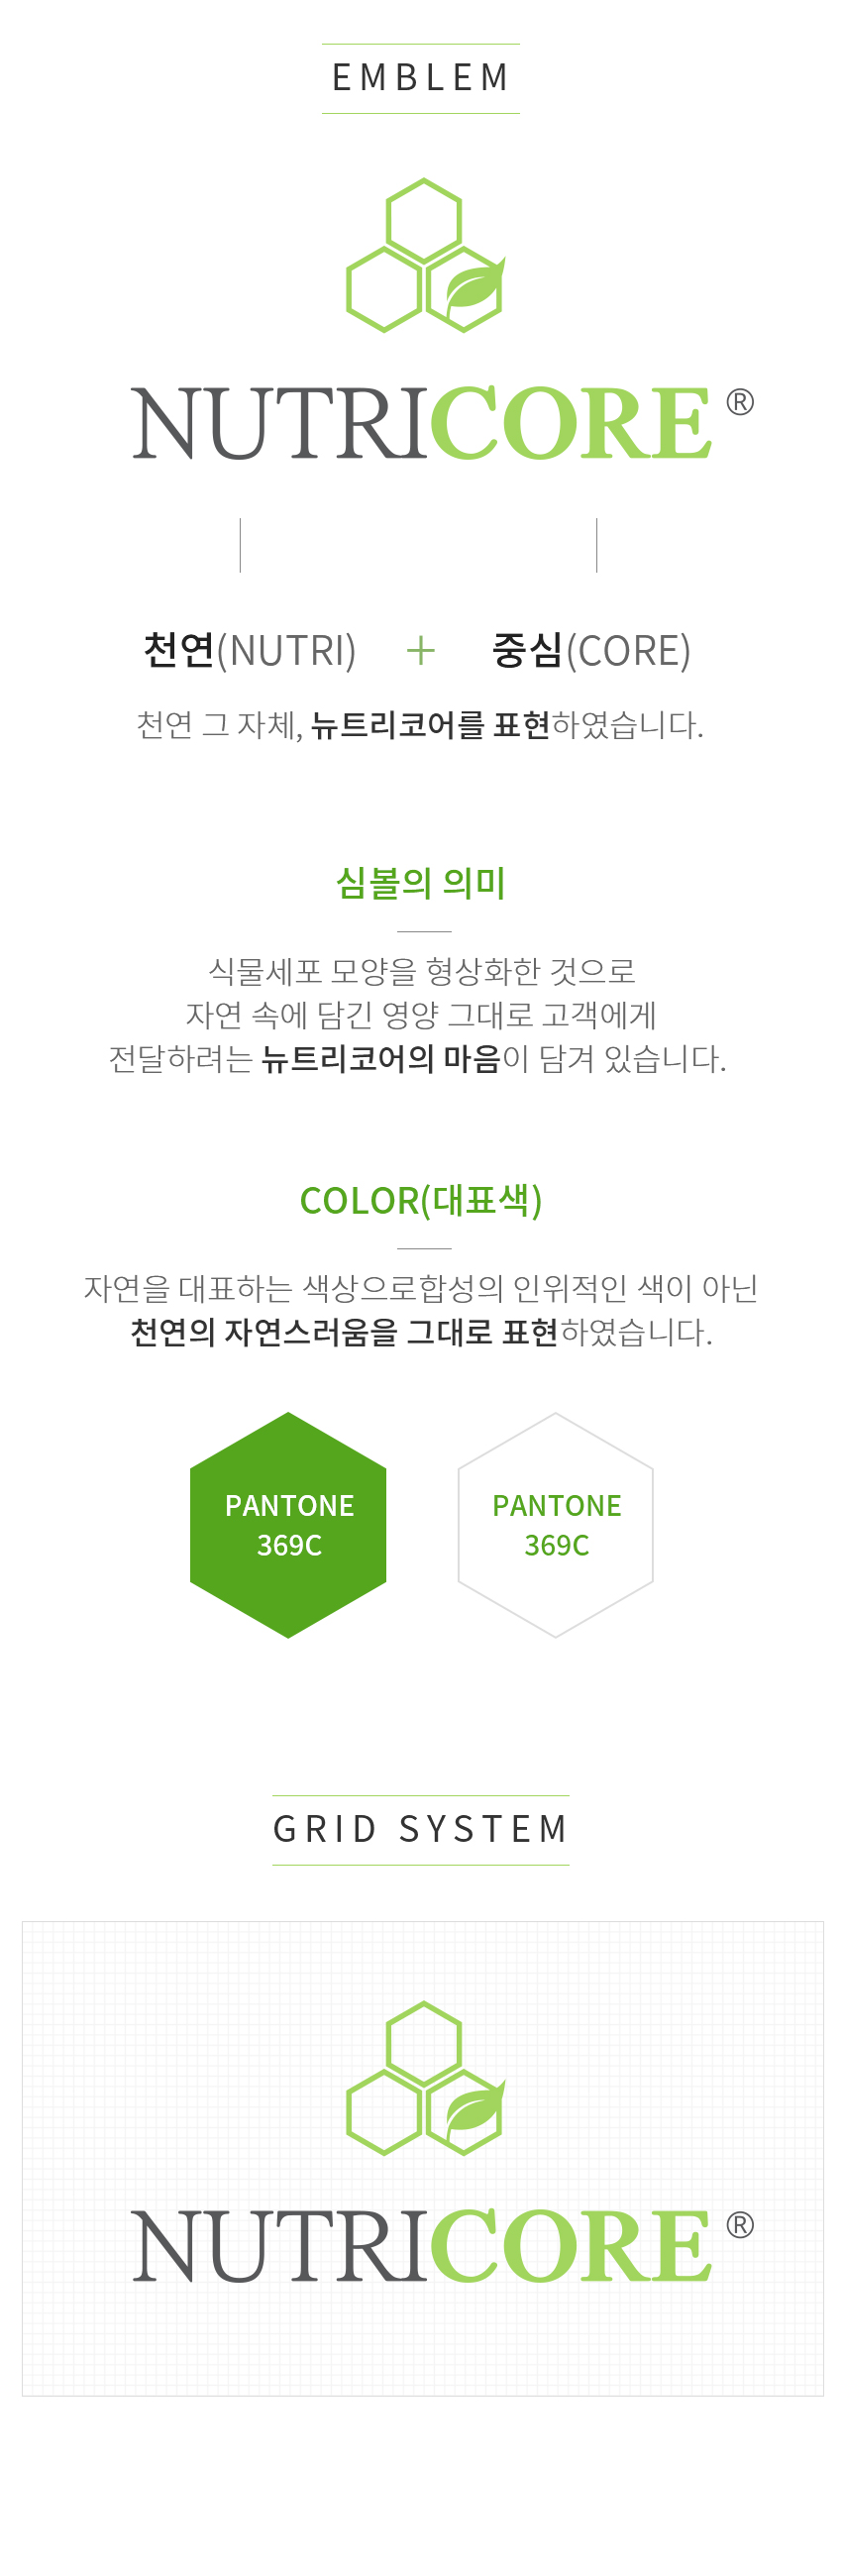 EMBLEM
NUTRICORE ®
천연(NUTRI) + 중심(CORE)
천연 그 자체, 뉴트리코어를 표현하였습니다.
심볼의 의미
식물세포 모양을 형상화한 것으로
자연 속에 담긴 영양 그대로 고객에게
전달하려는 뉴트리코어의 마음이 담겨 있습니다.
COLOR(대표색)
자연을 대표하는 색상으로합성의 인위적인 색이 아닌
천연의 자연스러움을 그대로 표현하였습니다.
PANTONE
369C
PANTONE
369C
GRID SYSTEM
NUTRICORE ®